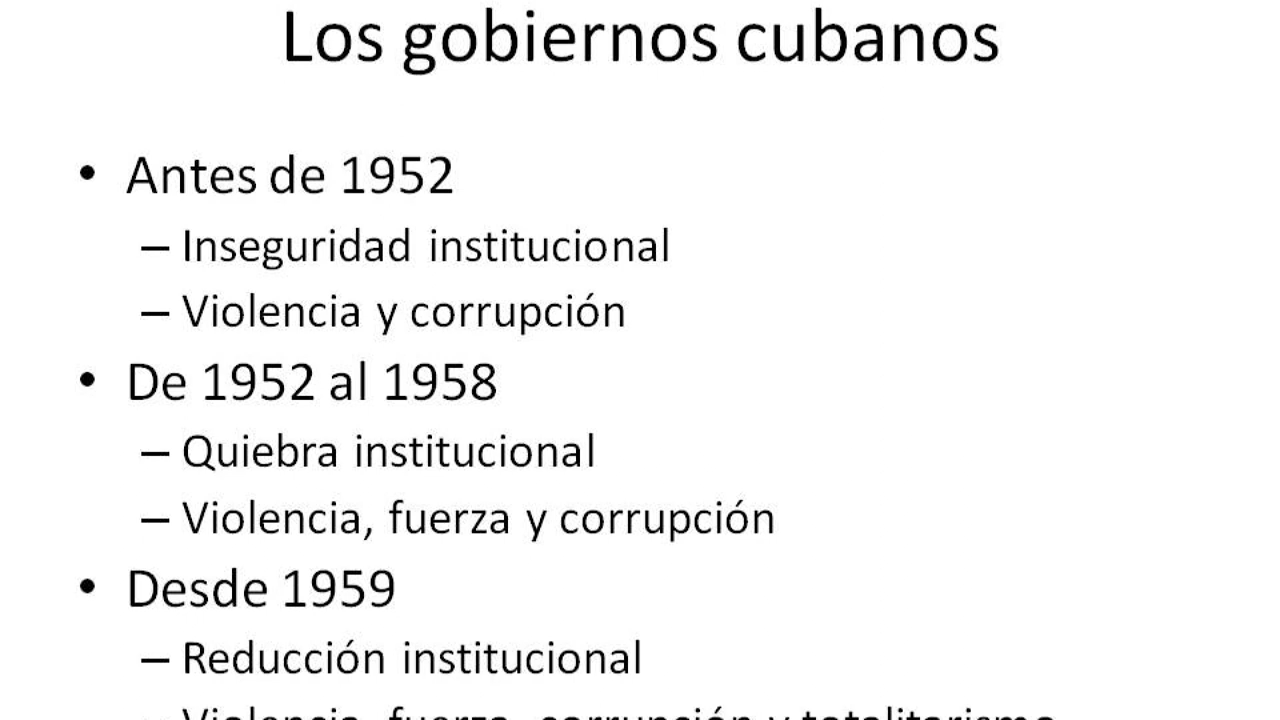 Los gobiernos cubanos
• Antes de 1952
– Inseguridad institucional
– Violencia y corrupción
• De 1952 al 1958
– Quiebra institucional
– Violencia, fuerza y corrupción
• Desde 1959
– Reducción institucional
– Violencia, fuerza, corrupción y totalitarismo